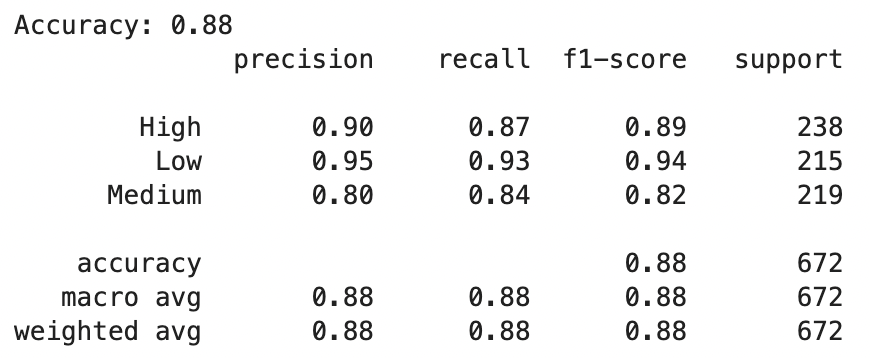 Accuracy: 0.88
precision recall f1-score support
High 0.90 0.87 0.89 238
Low 0.95 0.93 0.94 215
Medium 0.80 0.84 0.82 219
accuracy 0.88 672
macro avg 0.88 0.88 0.88 672
weighted avg 0.88 0.88 0.88 672